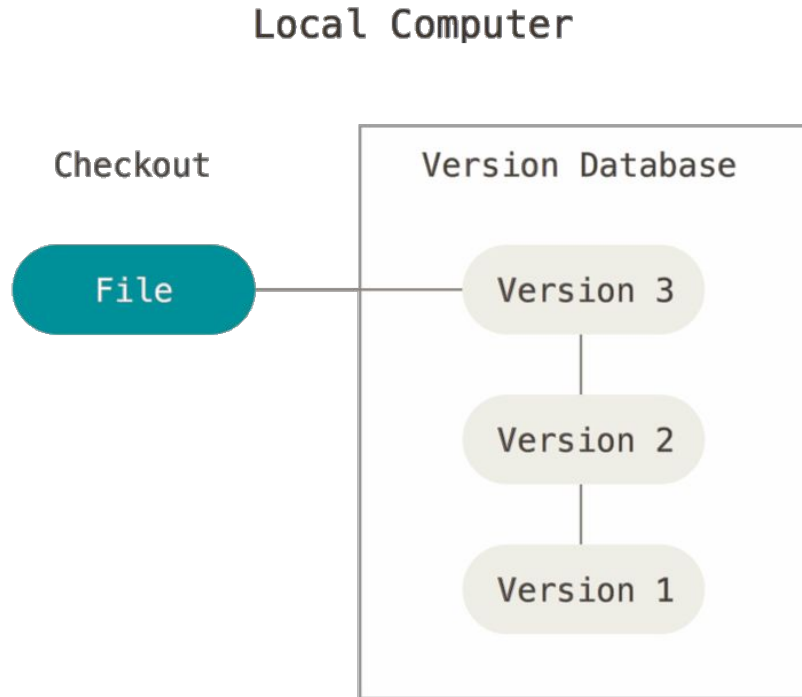 Local Computer
Checkout
Version Database
File
Version 3
Version 2
Version 1